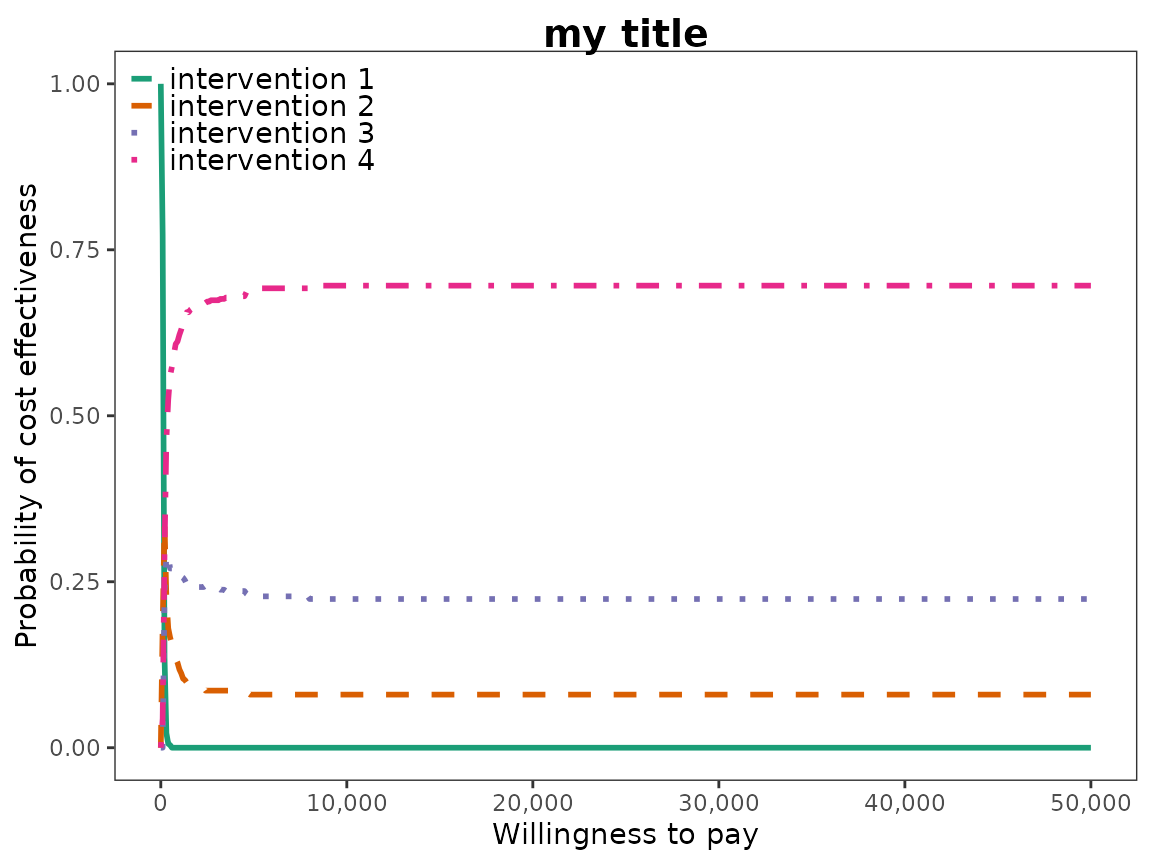 my title
intervention 1
intervention 2
intervention 3
intervention 4
Probability of cost effectiveness
1.00
0.75
0.50
0.25
0.00
0 10,000 20,000 30,000 40,000 50,000
Willingness to pay